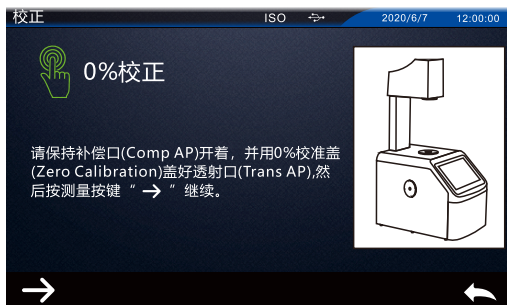 校正 ISO 2020/6/7 12:00:00
0%校正
请保持补偿口(Comp AP)开着，并用0%校准盖
(Zero Calibration)盖好透射口(Trans AP),然
后按测量按键“ → ”继续。